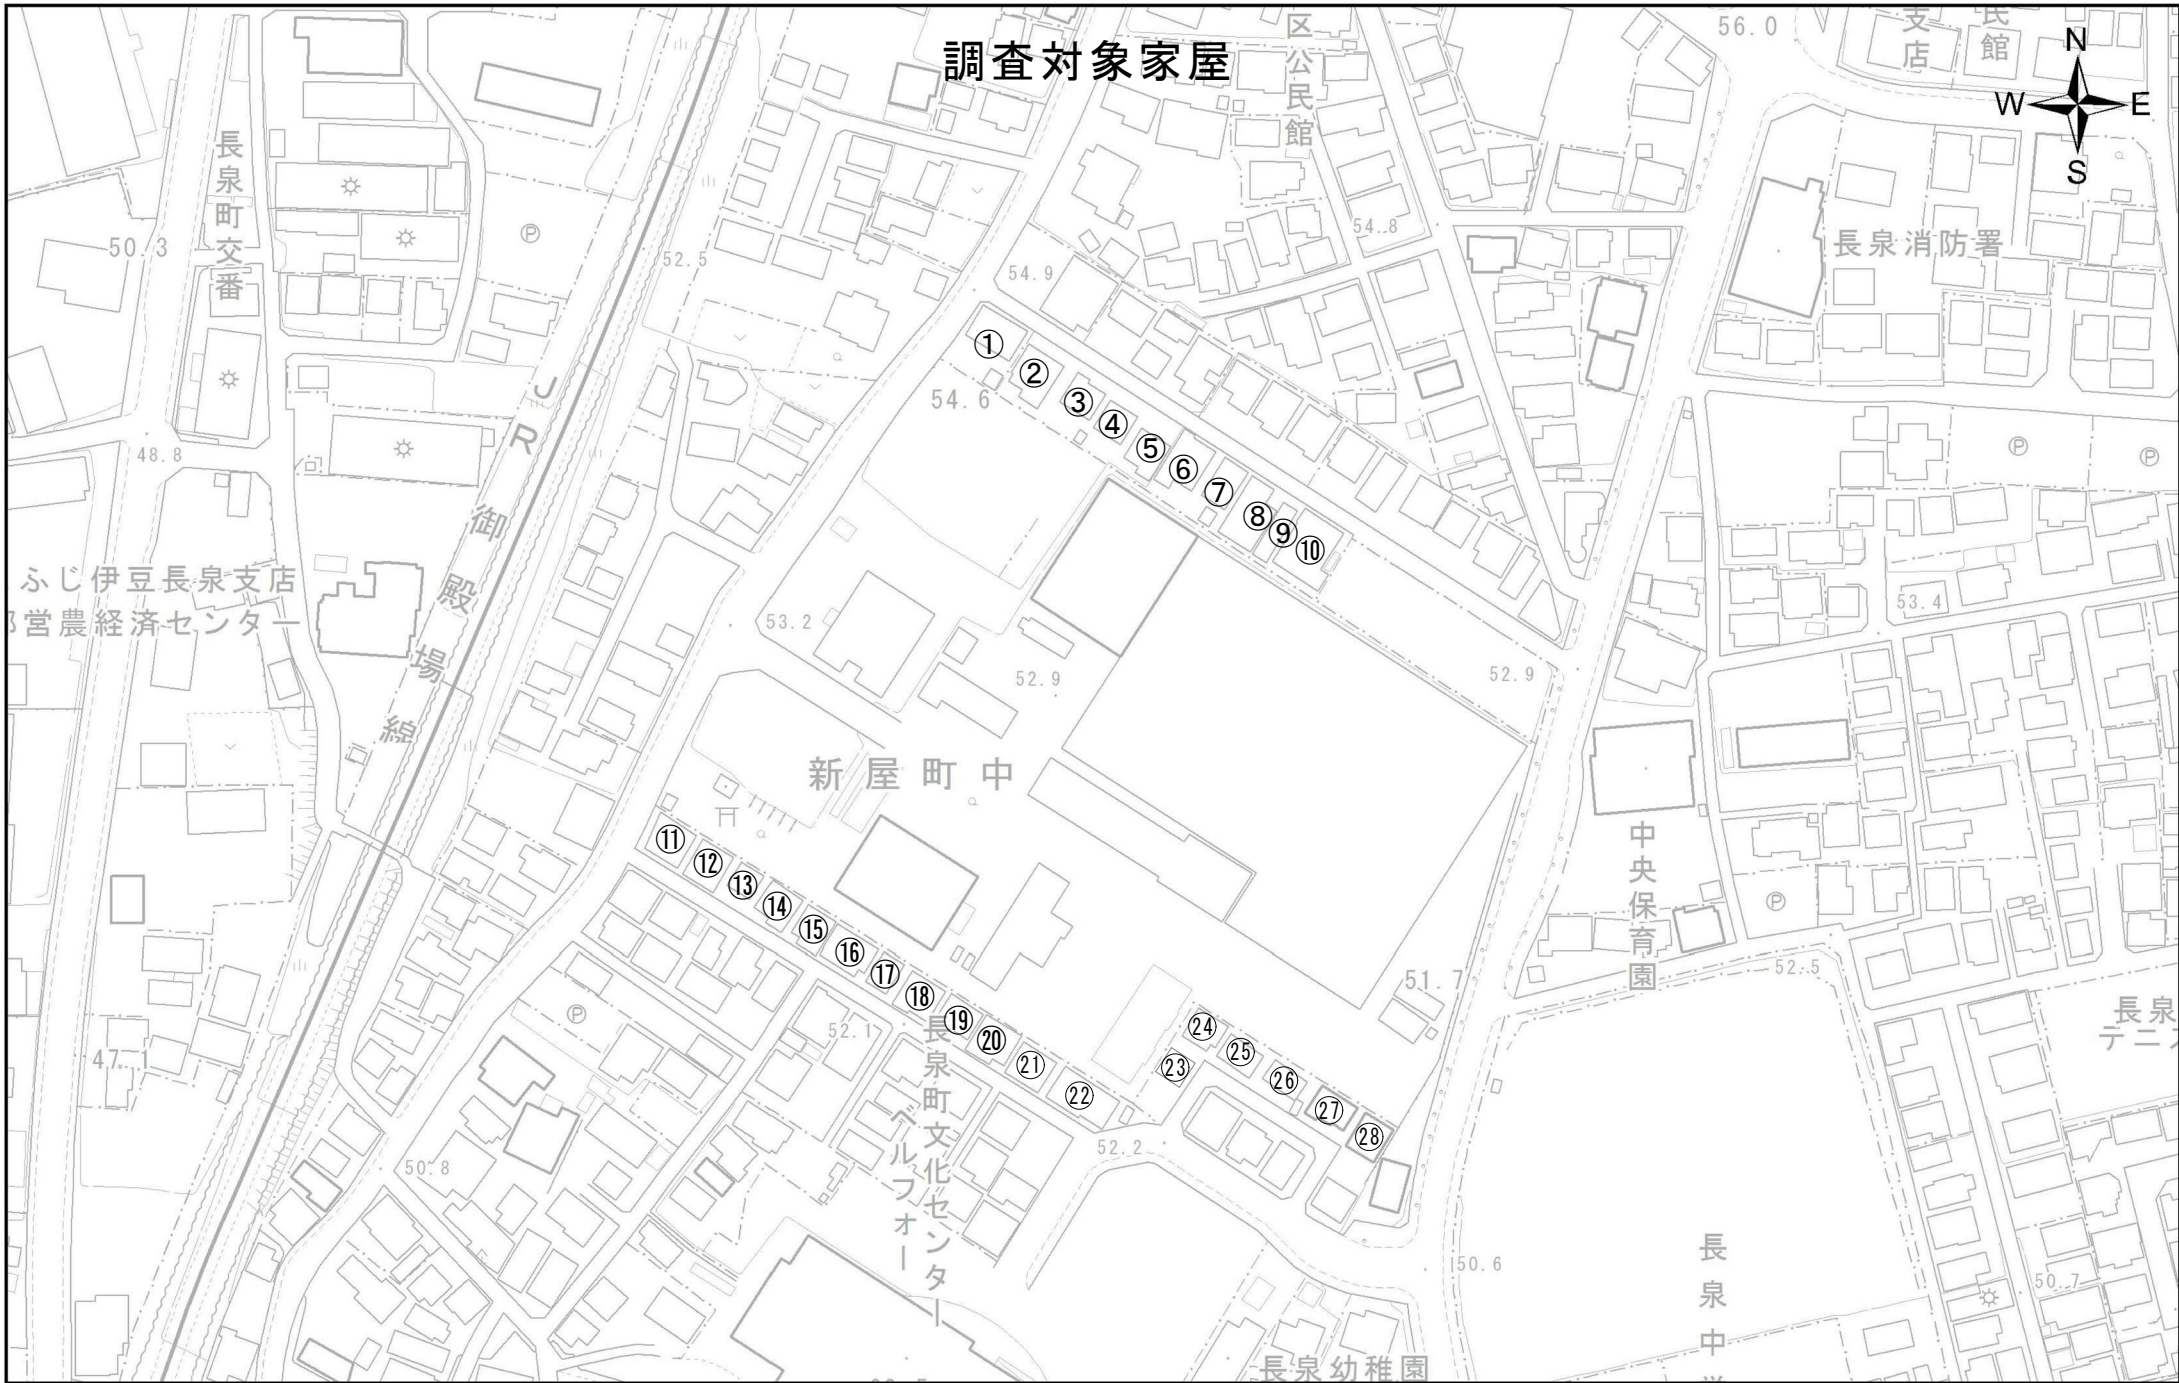 調査対象家屋
区公民館
支店
民館
56.0
N
W
E
S
長泉町交番
50.3
52.5
54.9
54.8
長泉消防署
Ⓟ
①
②
③
④
⑤
⑥
⑦
⑧
⑨
⑩
54.6
48.8
JR御殿場線
Ⓟ
Ⓟ
ふじ伊豆長泉支店
営農経済センター
53.2
52.9
52.9
53.4
新屋町中
中央保育園
⑪
⑫
⑬
⑭
⑮
⑯
⑰
⑱
⑲
⑳
㉑
㉒
㉓
㉔
㉕
㉖
㉗
㉘
Ⓟ
Ⓟ
51.7
52.5
52.1
長泉
テニス
47.1
長泉町文化センター
ベルフォーレ
50.8
52.2
50.6
50.7
長泉中
長泉幼稚園